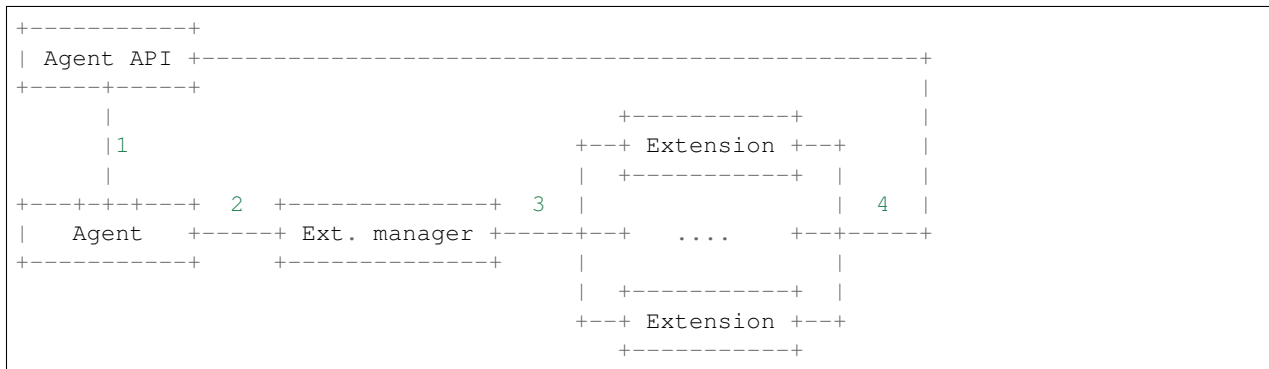 +-----------+
| Agent API +------------------------------------------------+
+-----+-----+                                                |
      |                                  +-----------+       |
      |1                              +--+ Extension +--+    |
      |                               |  +-----------+  |    |
+---+-+-+---+  2  +--------------+  3 |                 |  4 |
|   Agent   +-----+ Ext. manager +-----+--+   ....    +--+-----+
+-----------+     +--------------+    |                 |
                                      |  +-----------+  |
                                      +--+ Extension +--+
                                         +-----------+